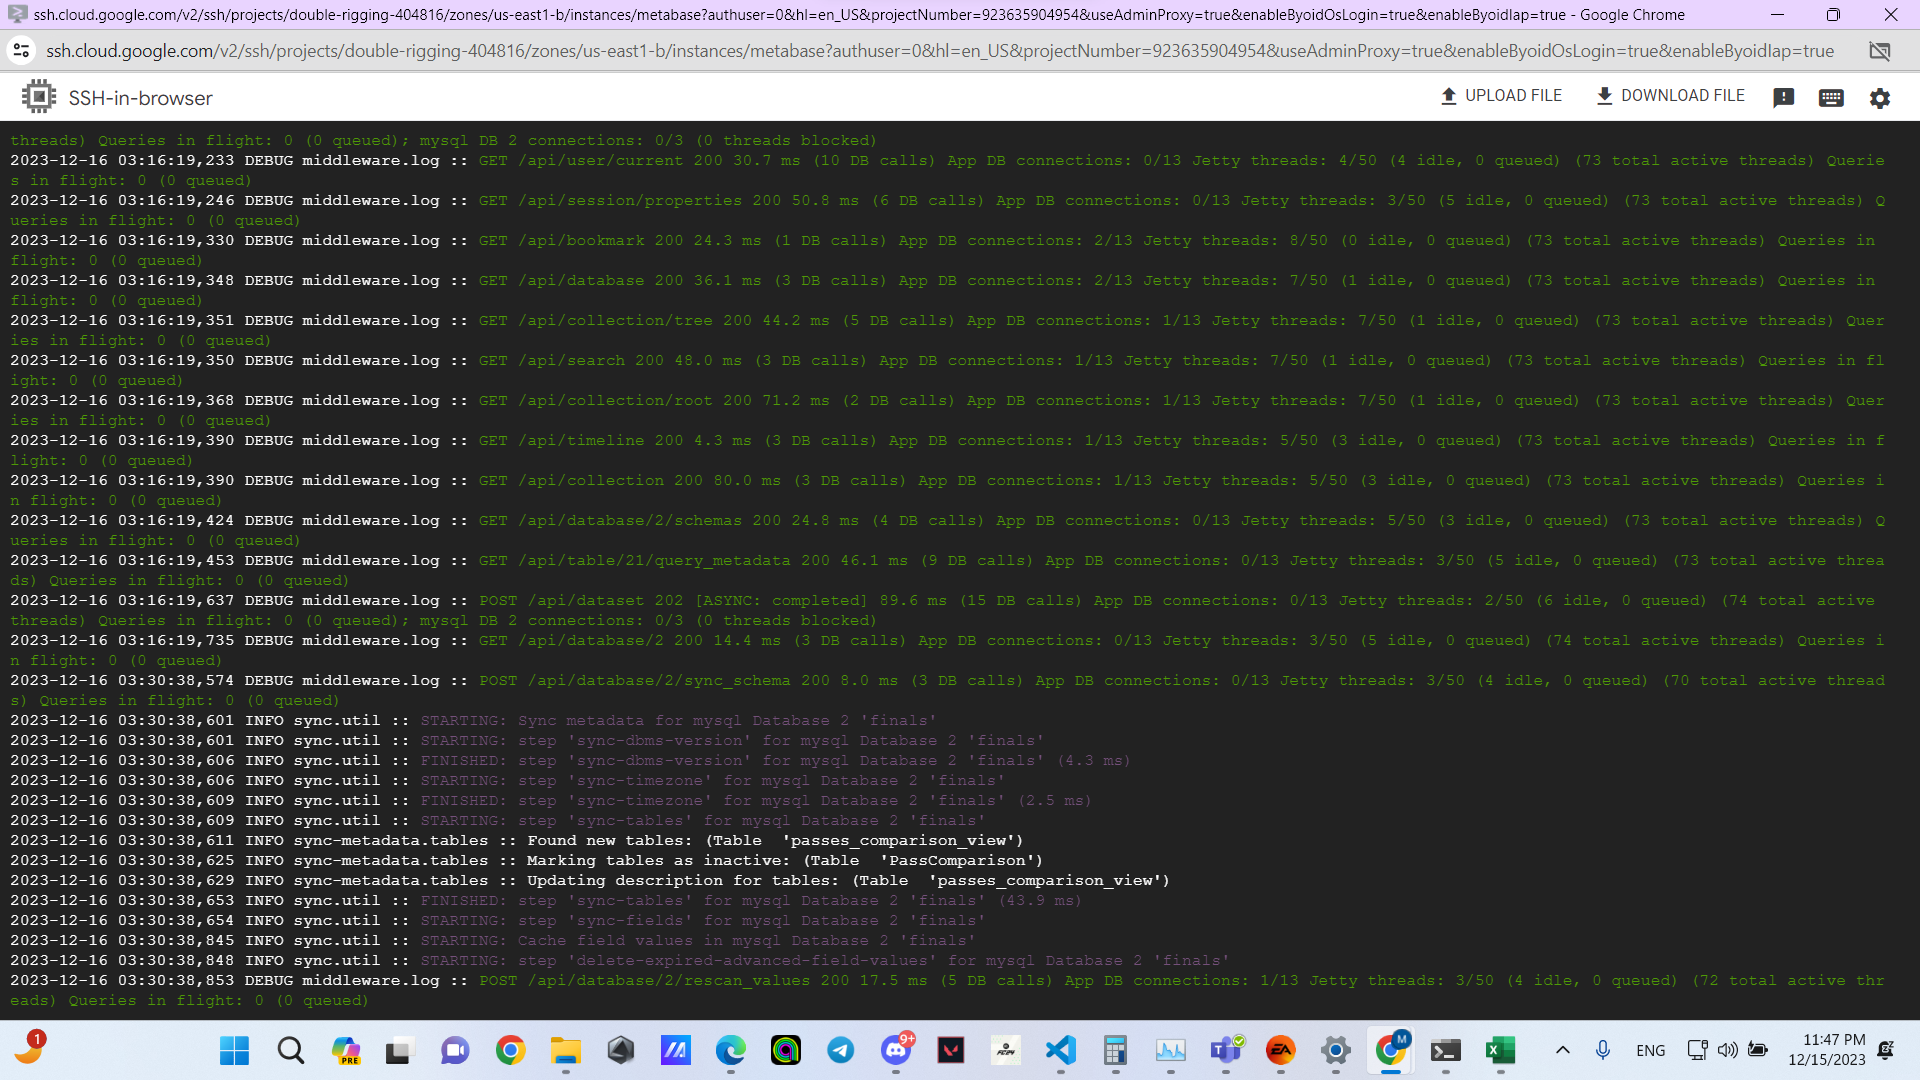 ssh.cloud.google.com/v2/ssh/projects/double-rigging-404816/zones/us-east1-b/instances/metabase?authuser=0&hl=en_US&projectNumber=923635904954&useAdminProxy=true&enableByoidOsLogin=true&enableByoidIap=true - Google Chrome
ssh.cloud.google.com/v2/ssh/projects/double-rigging-404816/zones/us-east1-b/instances/metabase?authuser=0&hl=en_US&projectNumber=923635904954&useAdminProxy=true&enableByoidOsLogin=true&enableByoidIap=true
SSH-in-browser
UPLOAD FILE
DOWNLOAD FILE
threads) Queries in flight: 0 (0 queued); mysql DB 2 connections: 0/3 (0 threads blocked)
2023-12-16 03:16:19,233 DEBUG middleware.log :: GET /api/user/current 200 30.7 ms (10 DB calls) App DB connections: 0/13 Jetty threads: 4/50 (4 idle, 0 queued) (73 total active threads) Querie
s in flight: 0 (0 queued)
2023-12-16 03:16:19,246 DEBUG middleware.log :: GET /api/session/properties 200 50.8 ms (6 DB calls) App DB connections: 0/13 Jetty threads: 3/50 (5 idle, 0 queued) (73 total active threads) Q
ueries in flight: 0 (0 queued)
2023-12-16 03:16:19,330 DEBUG middleware.log :: GET /api/bookmark 200 24.3 ms (1 DB calls) App DB connections: 2/13 Jetty threads: 8/50 (0 idle, 0 queued) (73 total active threads) Queries in
flight: 0 (0 queued)
2023-12-16 03:16:19,348 DEBUG middleware.log :: GET /api/database 200 36.1 ms (3 DB calls) App DB connections: 2/13 Jetty threads: 7/50 (1 idle, 0 queued) (73 total active threads) Queries in
flight: 0 (0 queued)
2023-12-16 03:16:19,351 DEBUG middleware.log :: GET /api/collection/tree 200 44.2 ms (5 DB calls) App DB connections: 1/13 Jetty threads: 7/50 (1 idle, 0 queued) (73 total active threads) Quer
ies in flight: 0 (0 queued)
2023-12-16 03:16:19,350 DEBUG middleware.log :: GET /api/search 200 48.0 ms (3 DB calls) App DB connections: 1/13 Jetty threads: 7/50 (1 idle, 0 queued) (73 total active threads) Queries in fl
ight: 0 (0 queued)
2023-12-16 03:16:19,368 DEBUG middleware.log :: GET /api/collection/root 200 71.2 ms (2 DB calls) App DB connections: 1/13 Jetty threads: 7/50 (1 idle, 0 queued) (73 total active threads) Quer
ies in flight: 0 (0 queued)
2023-12-16 03:16:19,390 DEBUG middleware.log :: GET /api/timeline 200 4.3 ms (3 DB calls) App DB connections: 1/13 Jetty threads: 5/50 (3 idle, 0 queued) (73 total active threads) Queries in f
light: 0 (0 queued)
2023-12-16 03:16:19,390 DEBUG middleware.log :: GET /api/collection 200 80.0 ms (3 DB calls) App DB connections: 1/13 Jetty threads: 5/50 (3 idle, 0 queued) (73 total active threads) Queries i
n flight: 0 (0 queued)
2023-12-16 03:16:19,424 DEBUG middleware.log :: GET /api/database/2/schemas 200 24.8 ms (4 DB calls) App DB connections: 0/13 Jetty threads: 5/50 (3 idle, 0 queued) (73 total active threads) Q
ueries in flight: 0 (0 queued)
2023-12-16 03:16:19,453 DEBUG middleware.log :: GET /api/table/21/query_metadata 200 46.1 ms (9 DB calls) App DB connections: 0/13 Jetty threads: 3/50 (5 idle, 0 queued) (73 total active threa
ds) Queries in flight: 0 (0 queued)
2023-12-16 03:16:19,637 DEBUG middleware.log :: POST /api/dataset 202 [ASYNC: completed] 89.6 ms (15 DB calls) App DB connections: 0/13 Jetty threads: 2/50 (6 idle, 0 queued) (74 total active
threads) Queries in flight: 0 (0 queued); mysql DB 2 connections: 0/3 (0 threads blocked)
2023-12-16 03:16:19,735 DEBUG middleware.log :: GET /api/database/2 200 14.4 ms (3 DB calls) App DB connections: 0/13 Jetty threads: 3/50 (5 idle, 0 queued) (74 total active threads) Queries i
n flight: 0 (0 queued)
2023-12-16 03:30:38,574 DEBUG middleware.log :: POST /api/database/2/sync_schema 200 8.0 ms (3 DB calls) App DB connections: 0/13 Jetty threads: 3/50 (4 idle, 0 queued) (70 total active thread
s) Queries in flight: 0 (0 queued)
2023-12-16 03:30:38,601 INFO sync.util :: STARTING: Sync metadata for mysql Database 2 'finals'
2023-12-16 03:30:38,601 INFO sync.util :: STARTING: step 'sync-dbms-version' for mysql Database 2 'finals'
2023-12-16 03:30:38,606 INFO sync.util :: FINISHED: step 'sync-dbms-version' for mysql Database 2 'finals' (4.3 ms)
2023-12-16 03:30:38,606 INFO sync.util :: STARTING: step 'sync-timezone' for mysql Database 2 'finals'
2023-12-16 03:30:38,609 INFO sync.util :: FINISHED: step 'sync-timezone' for mysql Database 2 'finals' (2.5 ms)
2023-12-16 03:30:38,609 INFO sync.util :: STARTING: step 'sync-tables' for mysql Database 2 'finals'
2023-12-16 03:30:38,611 INFO sync-metadata.tables :: Found new tables: (Table  'passes_comparison_view')
2023-12-16 03:30:38,625 INFO sync-metadata.tables :: Marking tables as inactive: (Table  'PassComparison')
2023-12-16 03:30:38,629 INFO sync-metadata.tables :: Updating description for tables: (Table  'passes_comparison_view')
2023-12-16 03:30:38,653 INFO sync.util :: FINISHED: step 'sync-tables' for mysql Database 2 'finals' (43.9 ms)
2023-12-16 03:30:38,654 INFO sync.util :: STARTING: step 'sync-fields' for mysql Database 2 'finals'
2023-12-16 03:30:38,845 INFO sync.util :: STARTING: Cache field values in mysql Database 2 'finals'
2023-12-16 03:30:38,848 INFO sync.util :: STARTING: step 'delete-expired-advanced-field-values' for mysql Database 2 'finals'
2023-12-16 03:30:38,853 DEBUG middleware.log :: POST /api/database/2/rescan_values 200 17.5 ms (5 DB calls) App DB connections: 1/13 Jetty threads: 3/50 (4 idle, 0 queued) (72 total active thr
eads) Queries in flight: 0 (0 queued)
1
PRE
9+
FC24
EA
M
ENG
11:47 PM
12/15/2023